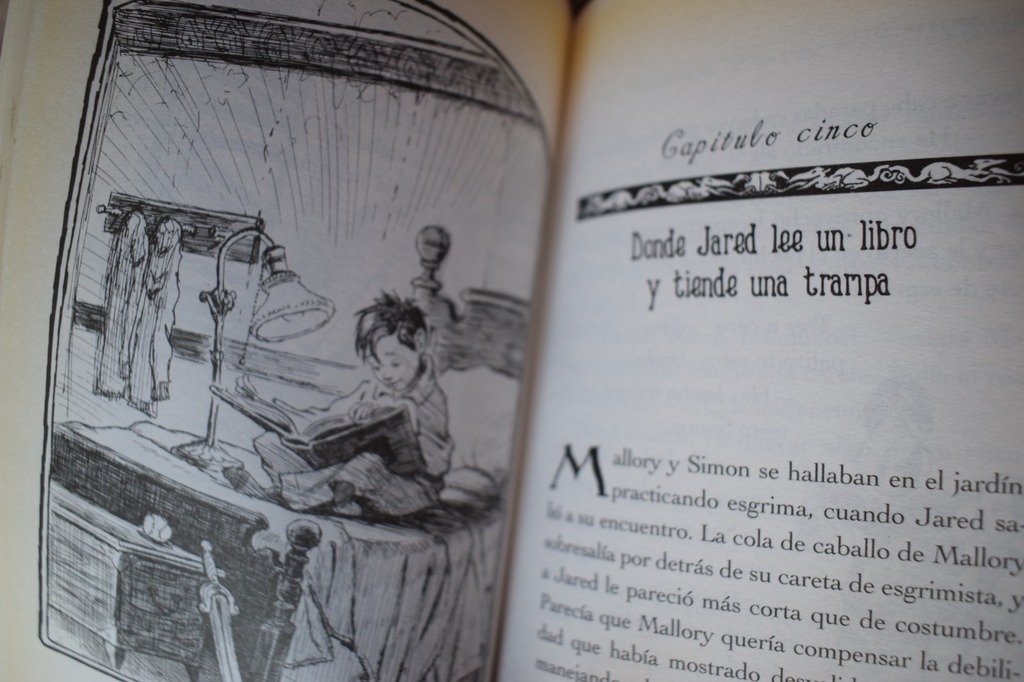 Capítulo cinco
Donde Jared lee un libro
y tiende una trampa
Mallory y Simon se hallaban en el jardín
practicando esgrima, cuando Jared sa-
lió a su encuentro. La cola de caballo de Mallory
sobresalía por detrás de su careta de esgrimista, y
a Jared le pareció más corta que de costumbre.
Parecía que Mallory quería compensar la debili-
dad que había mostrado
manejando